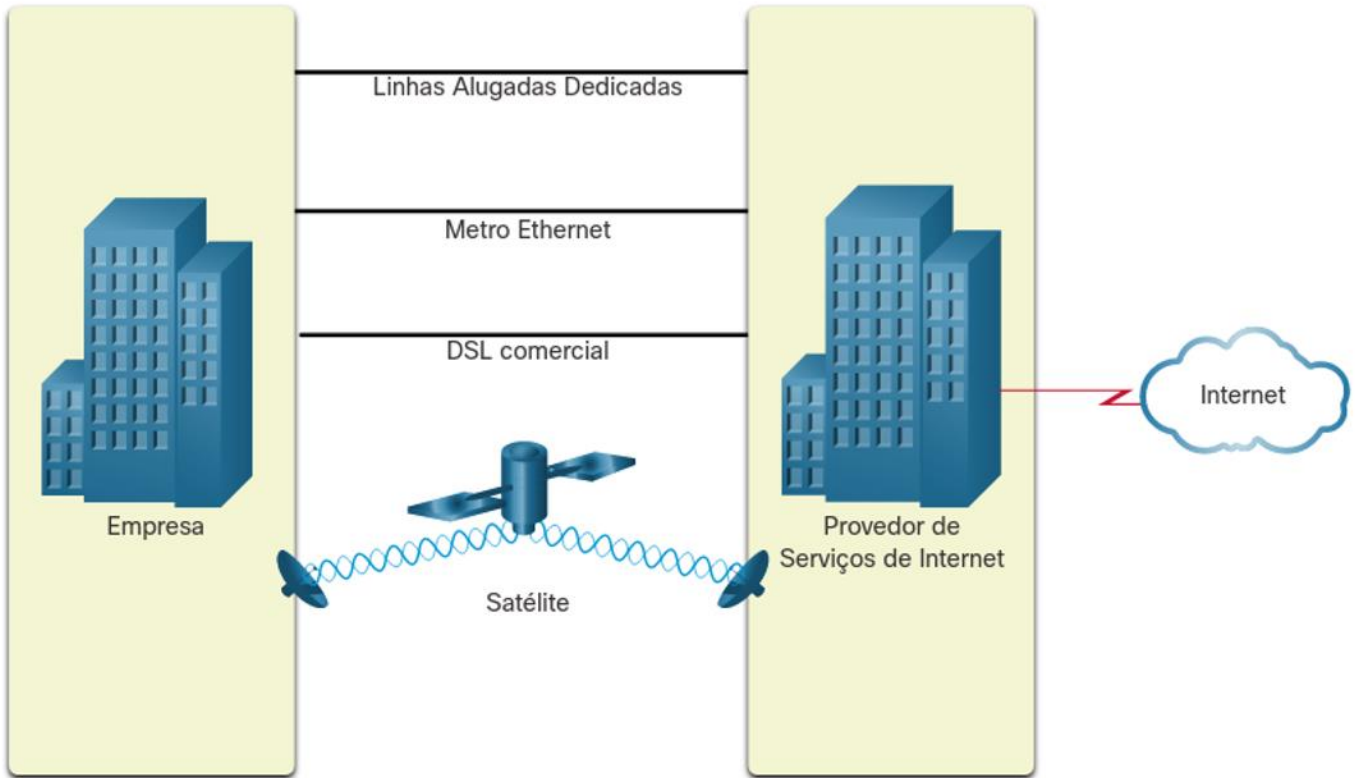 Linhas Alugadas Dedicadas
Metro Ethernet
DSL comercial
Internet
Empresa
Provedor de
Serviços de Internet
Satélite